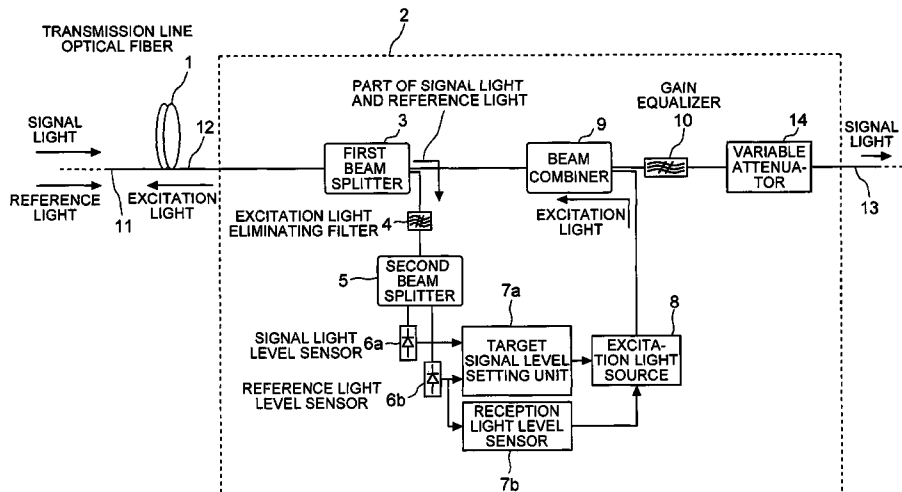 2
TRANSMISSION LINE
OPTICAL FIBER
1
SIGNAL
LIGHT
12
REFERENCE
LIGHT
11
EXCITATION
LIGHT
PART OF SIGNAL LIGHT
AND REFERENCE LIGHT
3
FIRST
BEAM
SPLITTER
9
BEAM
COMBINER
GAIN
EQUALIZER
10
14
VARIABLE
ATTENUA-
TOR
SIGNAL
LIGHT
13
EXCITATION LIGHT
ELIMINATING FILTER
4
EXCITATION
LIGHT
5
SECOND
BEAM
SPLITTER
SIGNAL LIGHT
LEVEL SENSOR
6a
REFERENCE LIGHT
LEVEL SENSOR
6b
7a
TARGET
SIGNAL LEVEL
SETTING UNIT
8
EXCITA-
TION LIGHT
SOURCE
RECEPTION
LIGHT LEVEL
SENSOR
7b